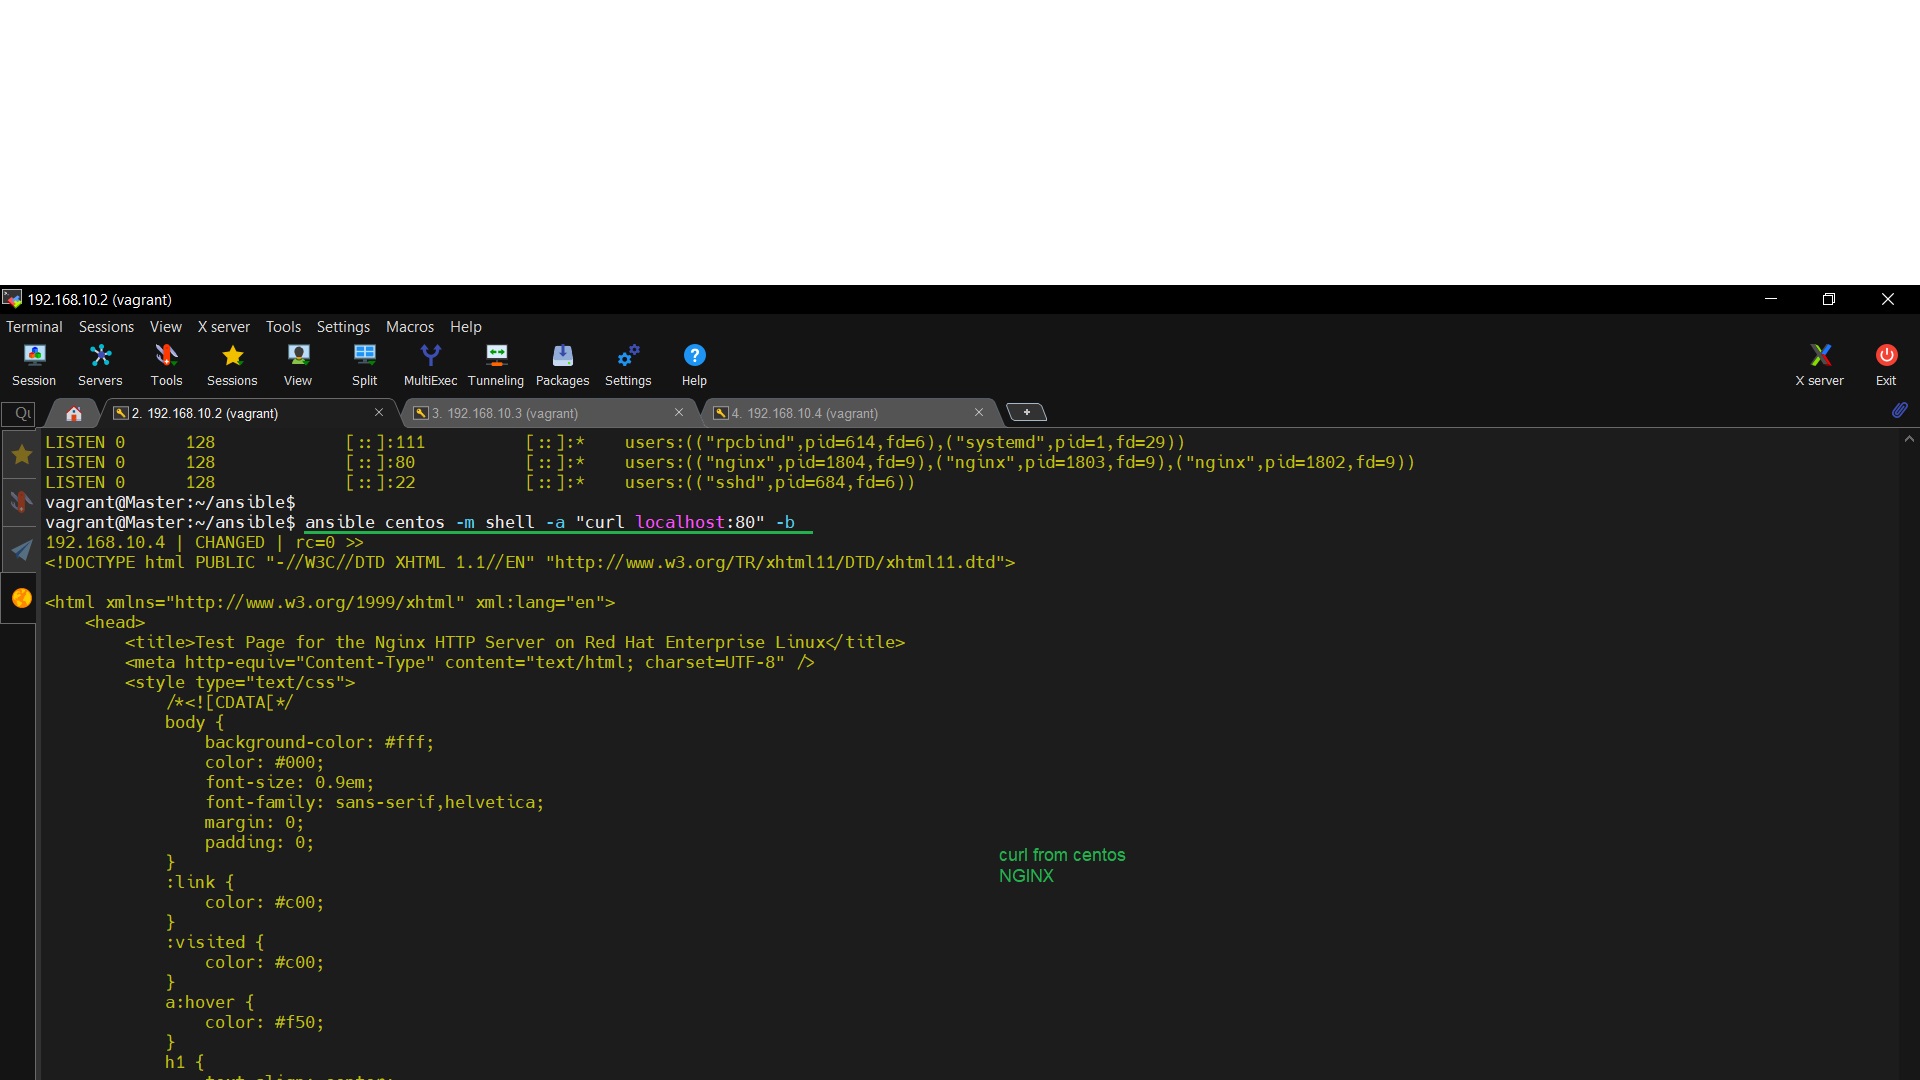 192.168.10.2 (vagrant)
Terminal Sessions View X server Tools Settings Macros Help
Session Servers Tools Sessions View Split MultiExec Tunneling Packages Settings Help X server Exit
2. 192.168.10.2 (vagrant) 3. 192.168.10.3 (vagrant) 4. 192.168.10.4 (vagrant)
LISTEN 0 128 [::]:111 [::]:* users:(("rpcbind",pid=614,fd=6),("systemd",pid=1,fd=29))
LISTEN 0 128 [::]:80 [::]:* users:(("nginx",pid=1804,fd=9),("nginx",pid=1803,fd=9),("nginx",pid=1802,fd=9))
LISTEN 0 128 [::]:22 [::]:* users:(("sshd",pid=684,fd=6))
vagrant@Master:~/ansible$
vagrant@Master:~/ansible$ ansible centos -m shell -a "curl localhost:80" -b
192.168.10.4 | CHANGED | rc=0 >>
<!DOCTYPE html PUBLIC "-//W3C//DTD XHTML 1.1//EN" "http://www.w3.org/TR/xhtml11/DTD/xhtml11.dtd">
<html xmlns="http://www.w3.org/1999/xhtml" xml:lang="en">
<head>
<title>Test Page for the Nginx HTTP Server on Red Hat Enterprise Linux</title>
<meta http-equiv="Content-Type" content="text/html; charset=UTF-8" />
<style type="text/css">
/*<![CDATA[*/
body {
background-color: #fff;
color: #000;
font-size: 0.9em;
font-family: sans-serif,helvetica;
margin: 0;
padding: 0;
}
:link {
color: #c00;
}
:visited {
color: #c00;
}
a:hover {
color: #f50;
}
h1 {
curl from centos
NGINX